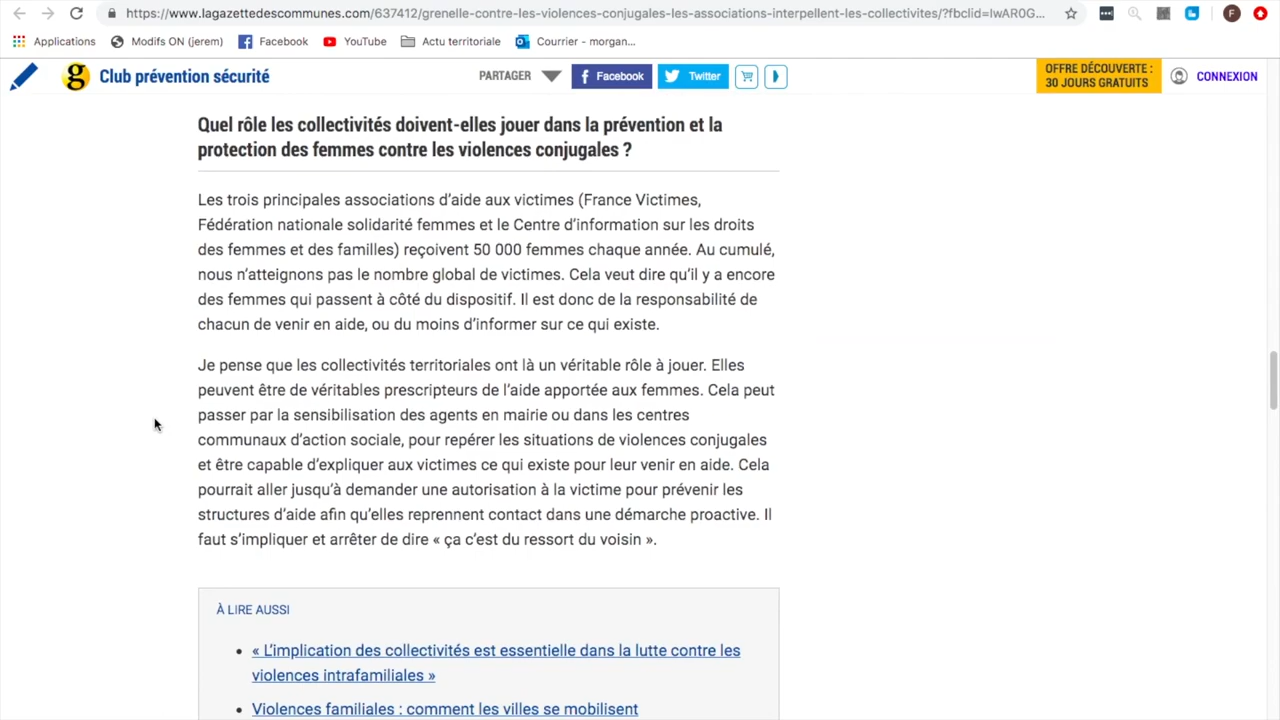 https://www.lagazettedescommunes.com/637412/grenelle-contre-les-violences-conjugales-les-associations-interpellent-les-collectivites/?fbclid=IwAR0G...
F
Applications
Modifs ON (jerem)
Facebook
YouTube
Actu territoriale
Courrier - morgan...
g
Club prévention sécurité
PARTAGER
Facebook
Twitter
OFFRE DÉCOUVERTE :
30 JOURS GRATUITS
CONNEXION
Quel rôle les collectivités doivent-elles jouer dans la prévention et la
protection des femmes contre les violences conjugales ?
Les trois principales associations d’aide aux victimes (France Victimes,
Fédération nationale solidarité femmes et le Centre d’information sur les droits
des femmes et des familles) reçoivent 50 000 femmes chaque année. Au cumulé,
nous n’atteignons pas le nombre global de victimes. Cela veut dire qu’il y a encore
des femmes qui passent à côté du dispositif. Il est donc de la responsabilité de
chacun de venir en aide, ou du moins d’informer sur ce qui existe.
Je pense que les collectivités territoriales ont là un véritable rôle à jouer. Elles
peuvent être de véritables prescripteurs de l’aide apportée aux femmes. Cela peut
passer par la sensibilisation des agents en mairie ou dans les centres
communaux d’action sociale, pour repérer les situations de violences conjugales
et être capable d’expliquer aux victimes ce qui existe pour leur venir en aide. Cela
pourrait aller jusqu’à demander une autorisation à la victime pour prévenir les
structures d’aide afin qu’elles reprennent contact dans une démarche proactive. Il
faut s’impliquer et arrêter de dire « ça c’est du ressort du voisin ».
À LIRE AUSSI
« L’implication des collectivités est essentielle dans la lutte contre les
violences intrafamiliales »
Violences familiales : comment les villes se mobilisent